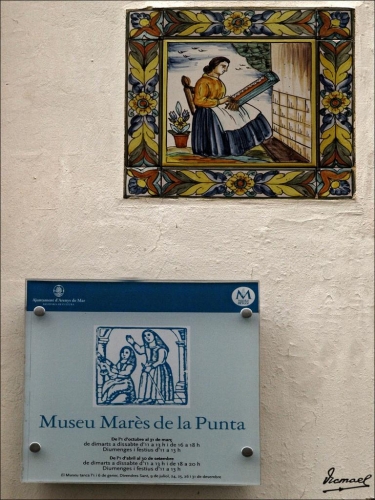 Ajuntament d'Arenys de Mar
M
Museu Marès de la Punta
De l'1 d'octubre al 31 de març
de dimarts a dissabte d'11 a 13 h i de 16 a 18 h
Diumenges i festius d'11 a 13 h
De l'1 d'abril al 30 de setembre
de dimarts a dissabte d'11 a 13 h i de 18 a 20 h
Diumenges i festius d'11 a 13 h